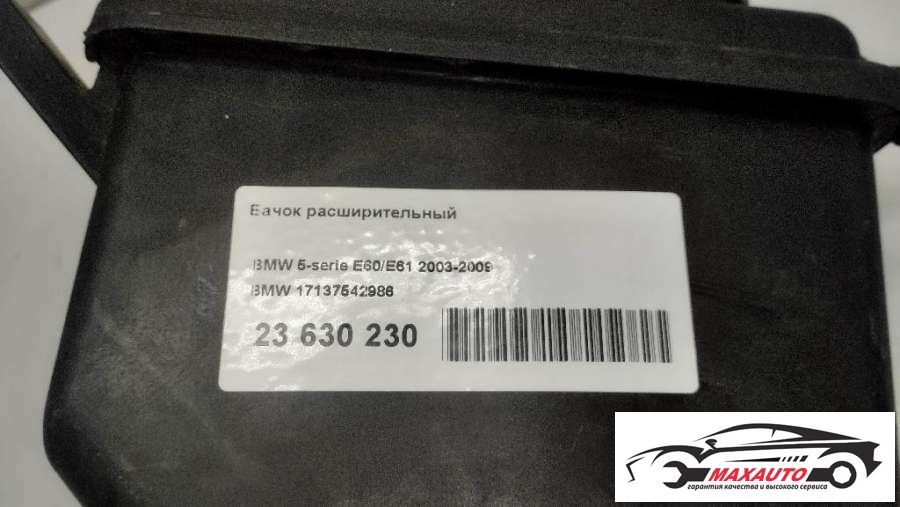 Бачок расширительный
BMW 5-serie E60/E61 2003-2009
BMW 17137542986
23 630 230
MAXAUTO
гарантия качества и высокого сервиса